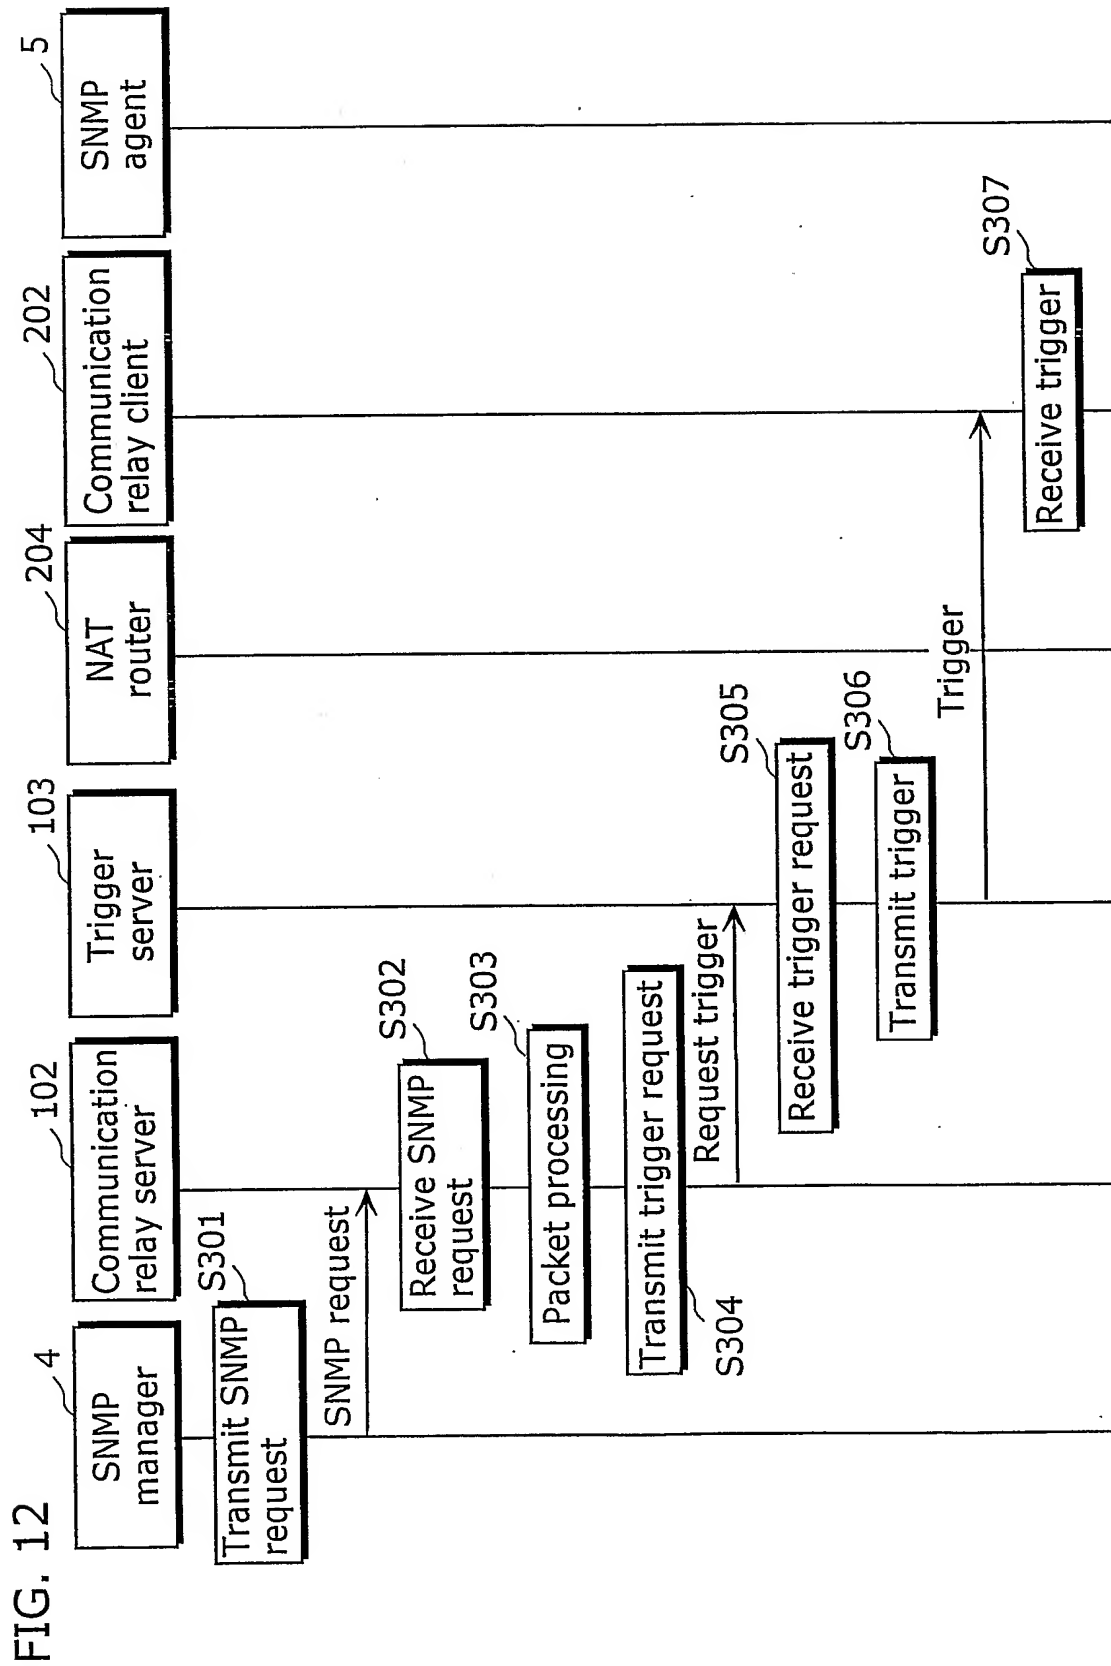 FIG. 12
4
SNMP
manager
102
Communication
relay server
103
Trigger
server
204
NAT
router
202
Communication
relay client
5
SNMP
agent
S301
Transmit SNMP
request
SNMP request
S302
Receive SNMP
request
S303
Packet processing
Transmit trigger request
S304
Request trigger
S305
Receive trigger request
S306
Transmit trigger
Trigger
S307
Receive trigger